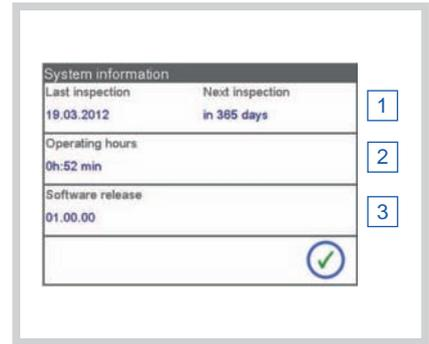 System information
Last inspection Next inspection
19.03.2012 in 365 days
1
Operating hours
0h:52 min
2
Software release
01.00.00
3